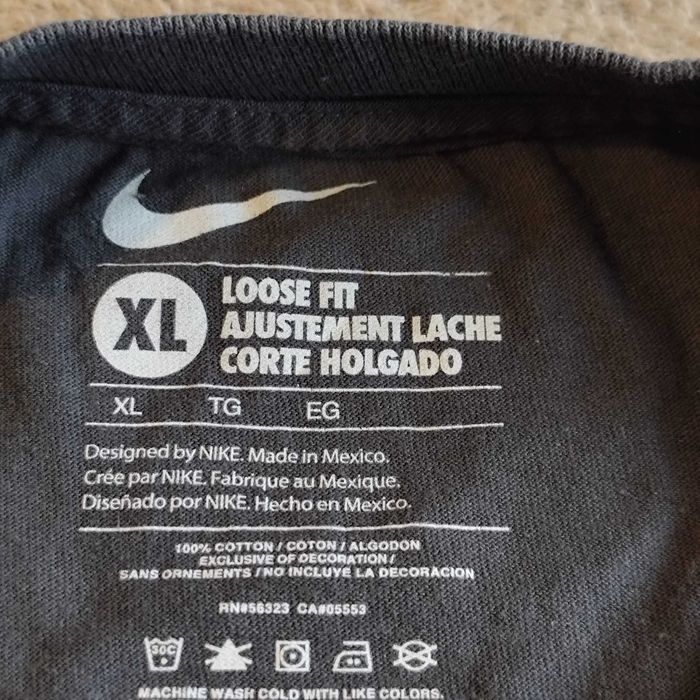 XL
LOOSE FIT
AJUSTEMENT LACHE
CORTE HOLGADO
XL TG EG
Designed by NIKE. Made in Mexico.
Crée par NIKE. Fabrique au Mexique.
Diseñado por NIKE. Hecho en Mexico.
100% COTTON / COTON / ALGODON
EXCLUSIVE OF DECORATION /
SANS ORNEMENTS / NO INCLUYE LA DECORACION
RN#56323 CA#05553
30C
MACHINE WASH COLD WITH LIKE COLORS.